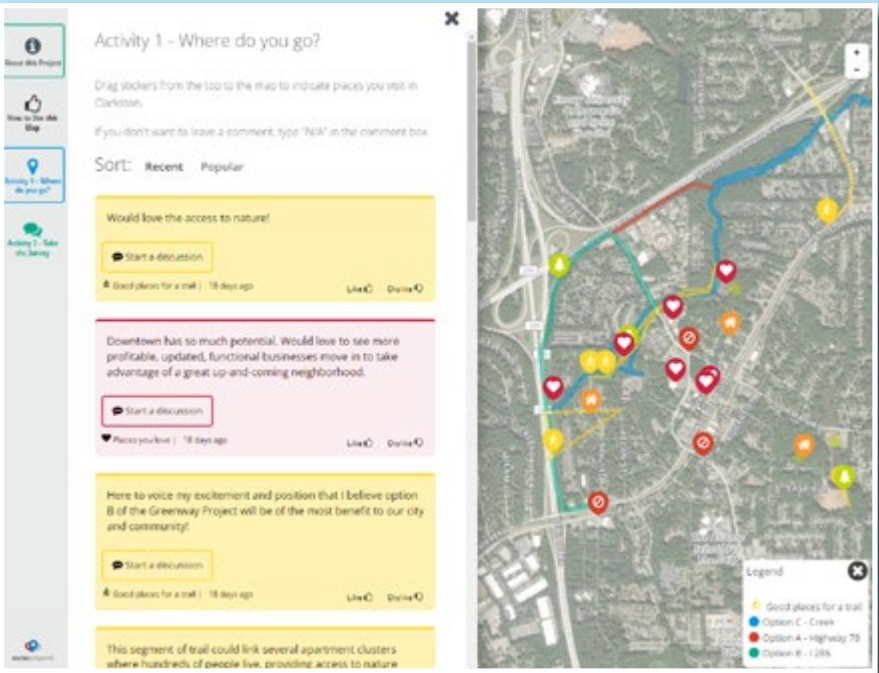 About this Project
How to Use this
Map
Activity 1 - Where
do you go?
Activity 2 - Take
the Survey
Activity 1 - Where do you go?
Drag stickers from the top to the map to indicate places you visit in
Clarkston.
If you don't want to leave a comment, type "N/A" in the comment box
Sort: Recent Popular
Would love the access to nature!
Start a discussion
Good places for a trail | 18 days ago
Like Dislike
Downtown has so much potential. Would love to see more
profitable, updated, functional businesses move in to take
advantage of a great up-and-coming neighborhood.
Start a discussion
Places you love | 18 days ago
Like Dislike
Here to voice my excitement and position that I believe option
B of the Greenway Project will be of the most benefit to our city
and community!
Start a discussion
Good places for a trail | 18 days ago
Like Dislike
This segment of trail could link several apartment clusters
where hundreds of people live, providing access to nature
+
-
Legend
Good places for a trail
Option C - Creek
Option A - Highway 78
Option B - I 285